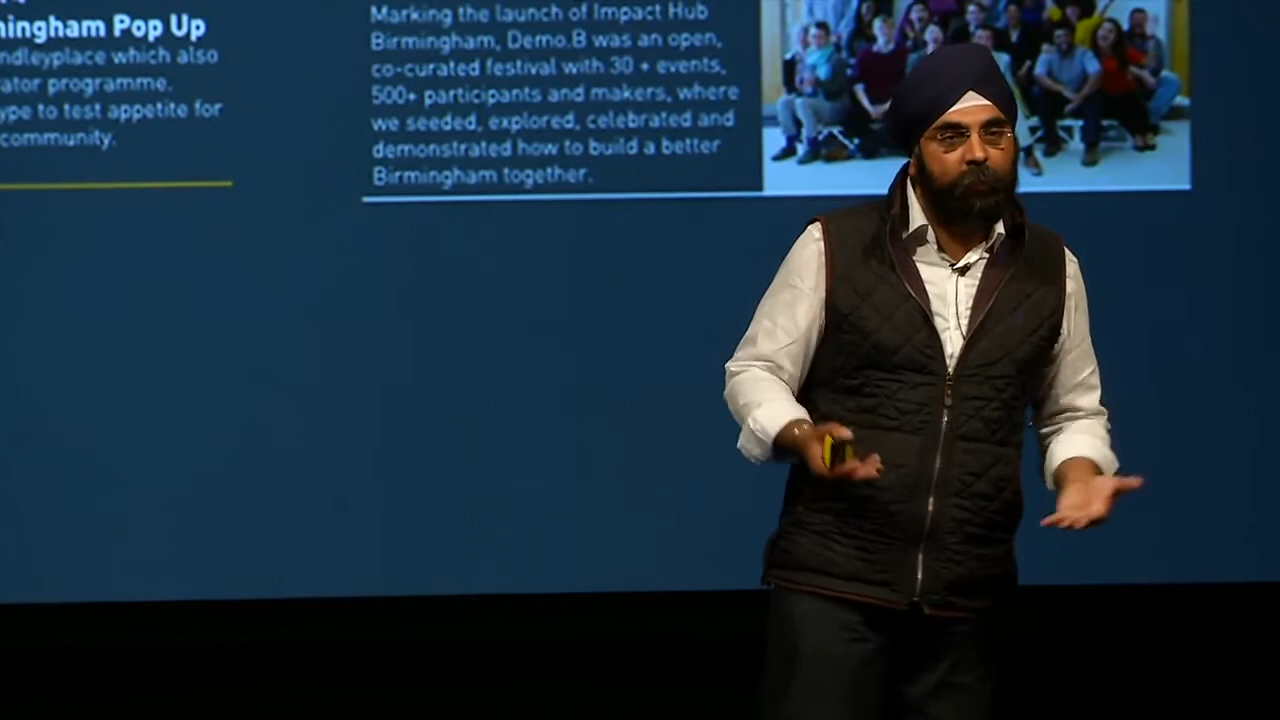 mingham Pop Up
ndleyplace which also
ator programme.
ype to test appetite for
community.
Marking the launch of Impact Hub
Birmingham, Demo.B was an open,
co-curated festival with 30 + events,
500+ participants and makers, where
we seeded, explored, celebrated and
demonstrated how to build a better
Birmingham together.